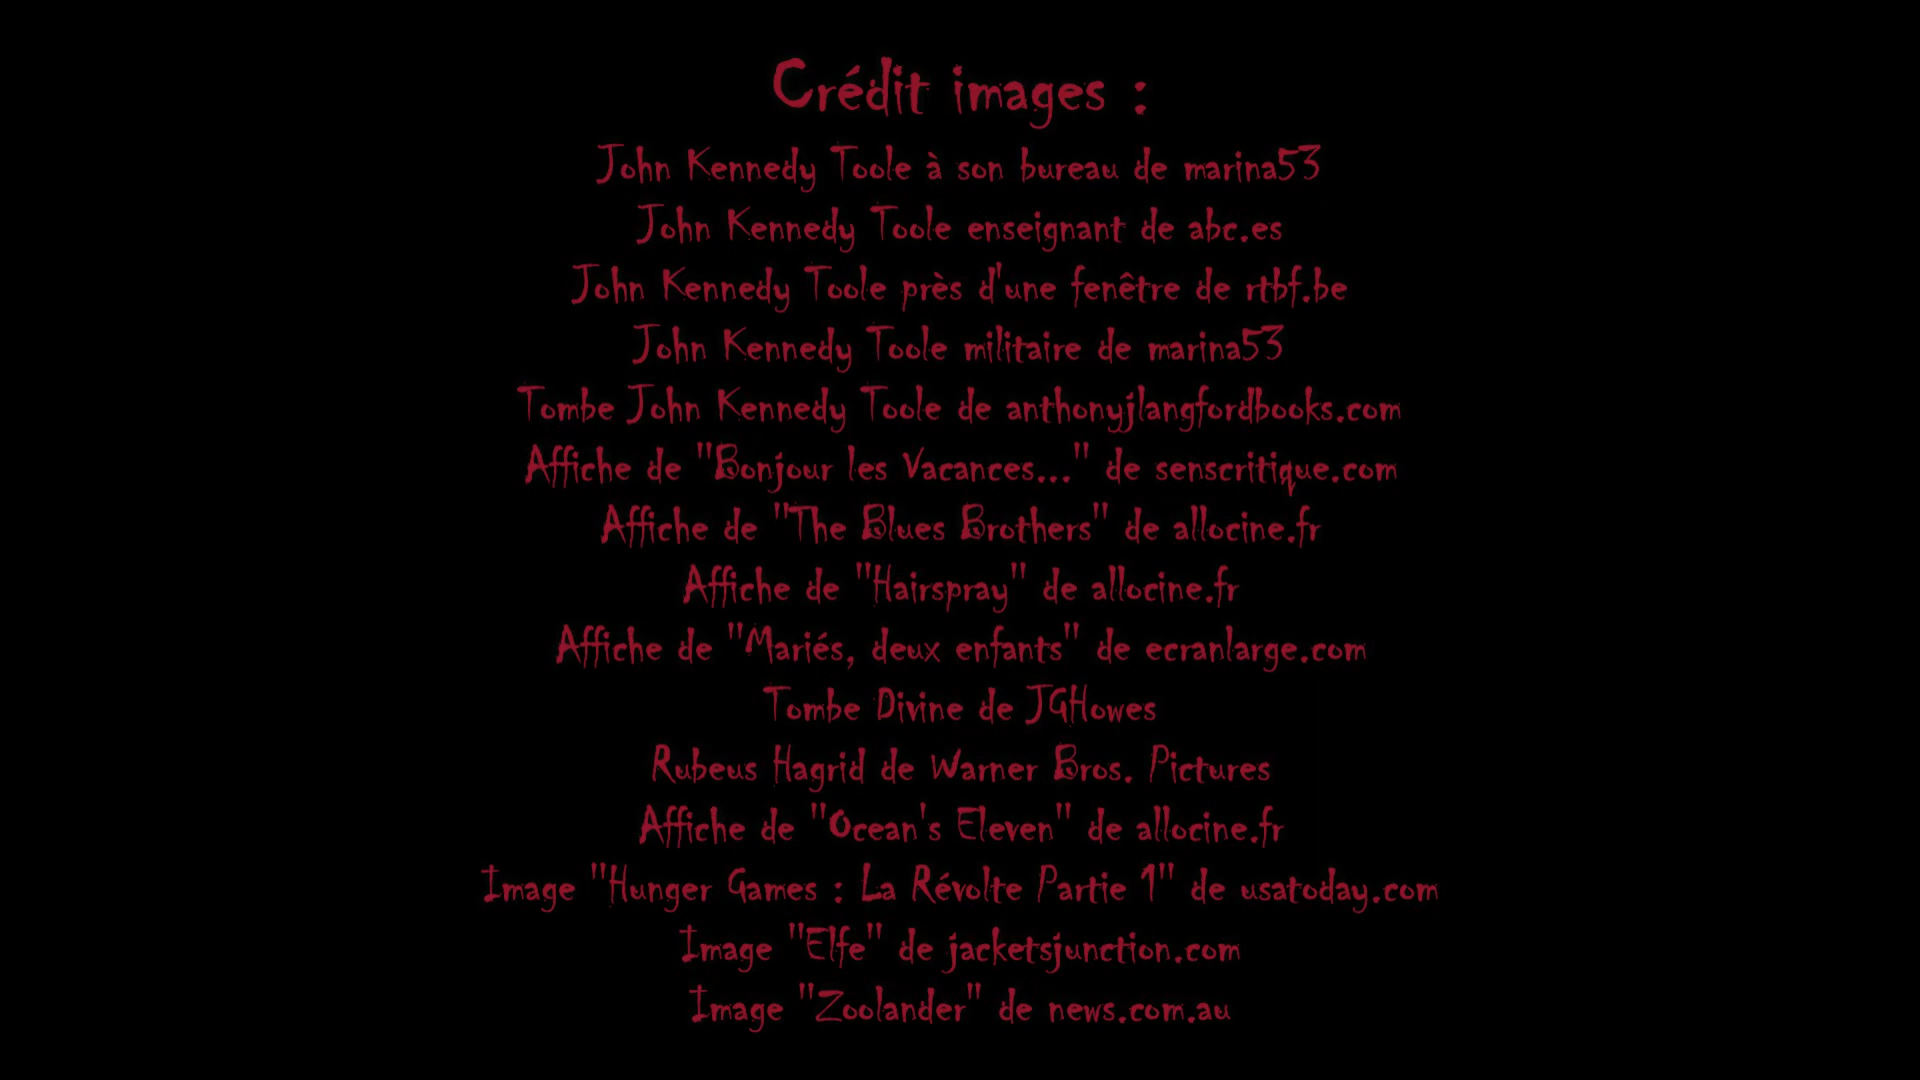 Crédit images :
John Kennedy Toole à son bureau de marina53
John Kennedy Toole enseignant de abc.es
John Kennedy Toole près d'une fenêtre de rtbf.be
John Kennedy Toole militaire de marina53
Tombe John Kennedy Toole de anthonyjlangfordbooks.com
Affiche de "Bonjour les Vacances..." de senscritique.com
Affiche de "The Blues Brothers" de allocine.fr
Affiche de "Hairspray" de allocine.fr
Affiche de "Mariés, deux enfants" de ecranlarge.com
Tombe Divine de JGHowes
Rubeus Hagrid de Warner Bros. Pictures
Affiche de "Ocean's Eleven" de allocine.fr
Image "Hunger Games : La Révolte Partie 1" de usatoday.com
Image "Elfe" de jacketsjunction.com
Image "Zoolander" de news.com.au